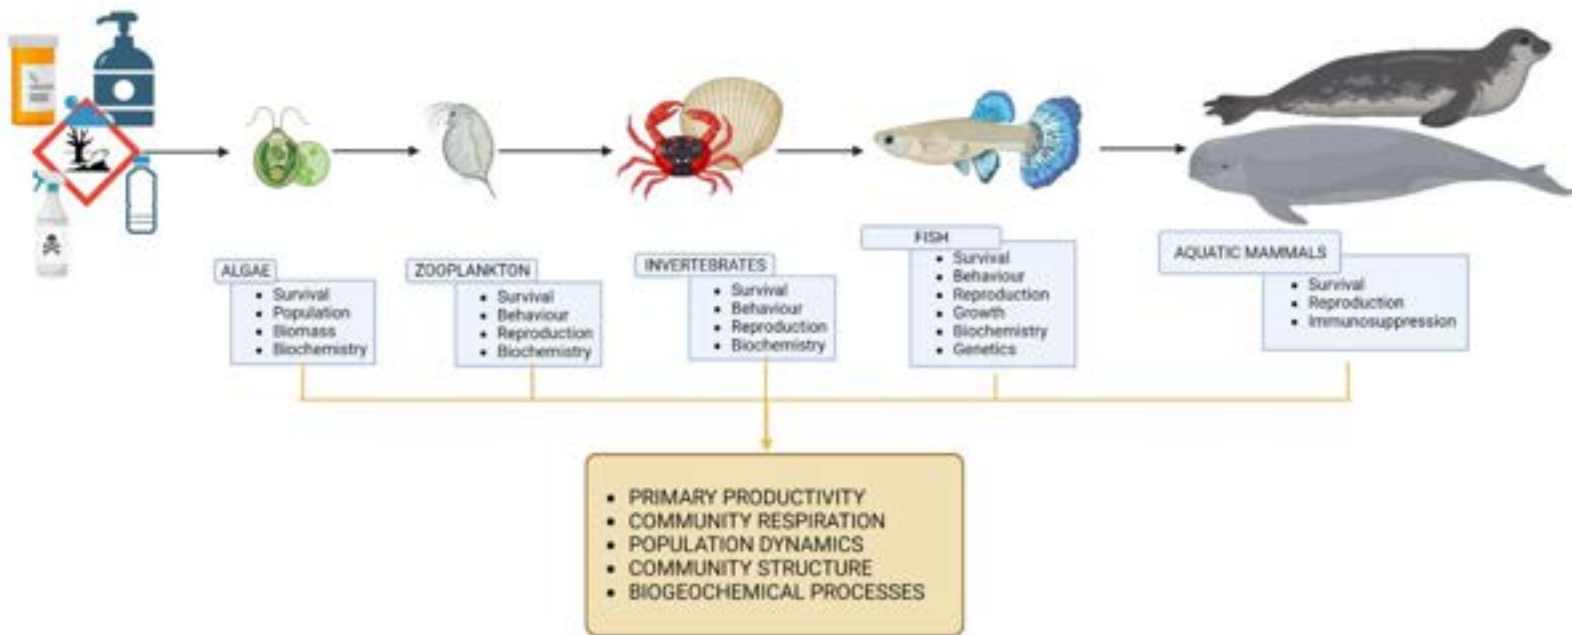 ALGAE
• Survival
• Population
• Biomass
• Biochemistry
ZOOPLANKTON
• Survival
• Behaviour
• Reproduction
• Biochemistry
INVERTEBRATES
• Survival
• Behaviour
• Reproduction
• Biochemistry
FISH
• Survival
• Behaviour
• Reproduction
• Growth
• Biochemistry
• Genetics
AQUATIC MAMMALS
• Survival
• Reproduction
• Immunosuppression
• PRIMARY PRODUCTIVITY
• COMMUNITY RESPIRATION
• POPULATION DYNAMICS
• COMMUNITY STRUCTURE
• BIOGEOCHEMICAL PROCESSES